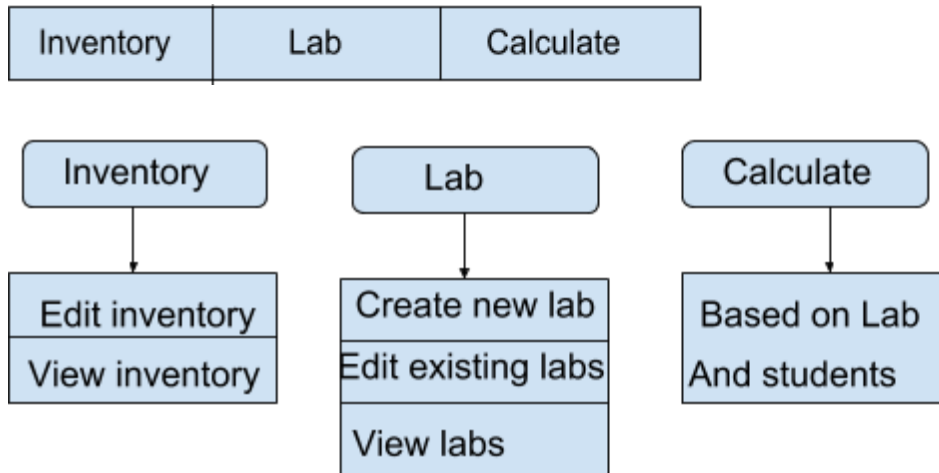 Inventory Lab Calculate
Inventory Lab Calculate
Edit inventory
View inventory
Create new lab
Edit existing labs
View labs
Based on Lab
And students